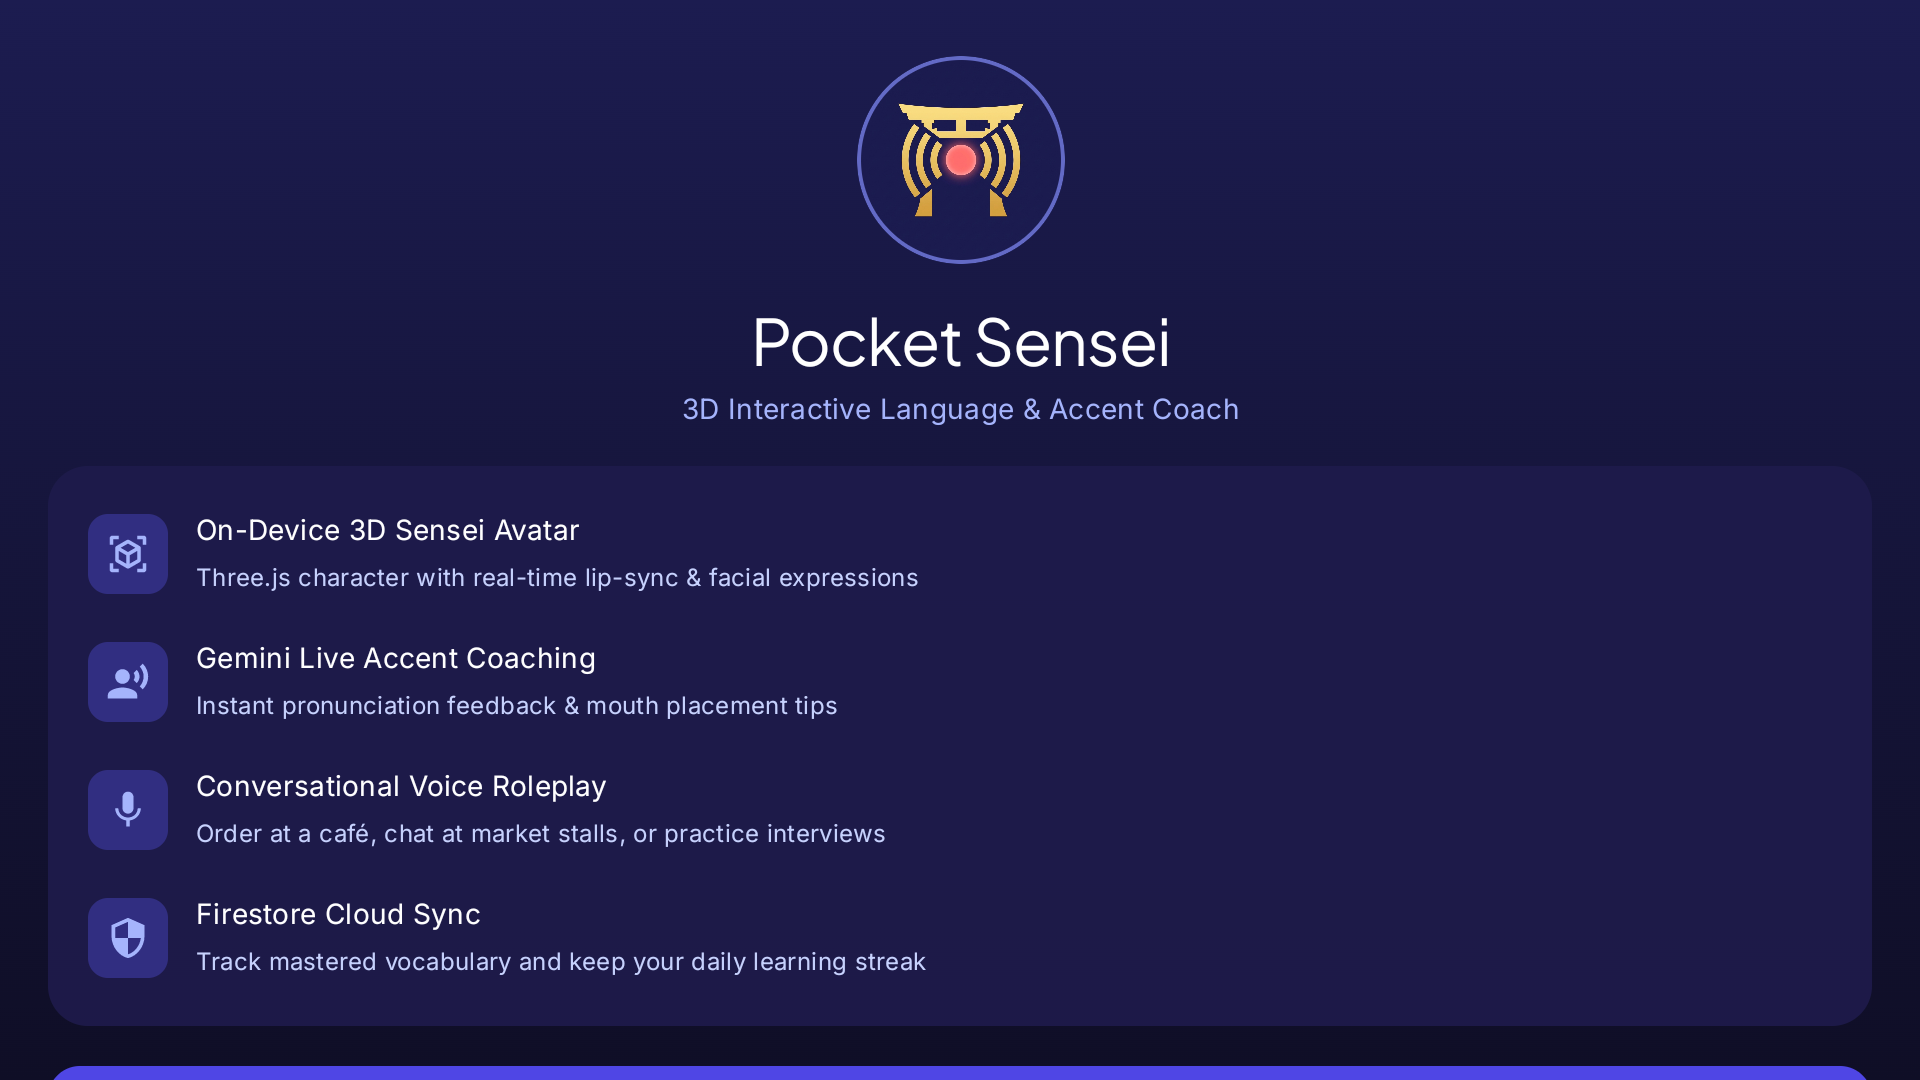 Pocket Sensei
3D Interactive Language & Accent Coach
On-Device 3D Sensei Avatar
Three.js character with real-time lip-sync & facial expressions
Gemini Live Accent Coaching
Instant pronunciation feedback & mouth placement tips
Conversational Voice Roleplay
Order at a café, chat at market stalls, or practice interviews
Firestore Cloud Sync
Track mastered vocabulary and keep your daily learning streak